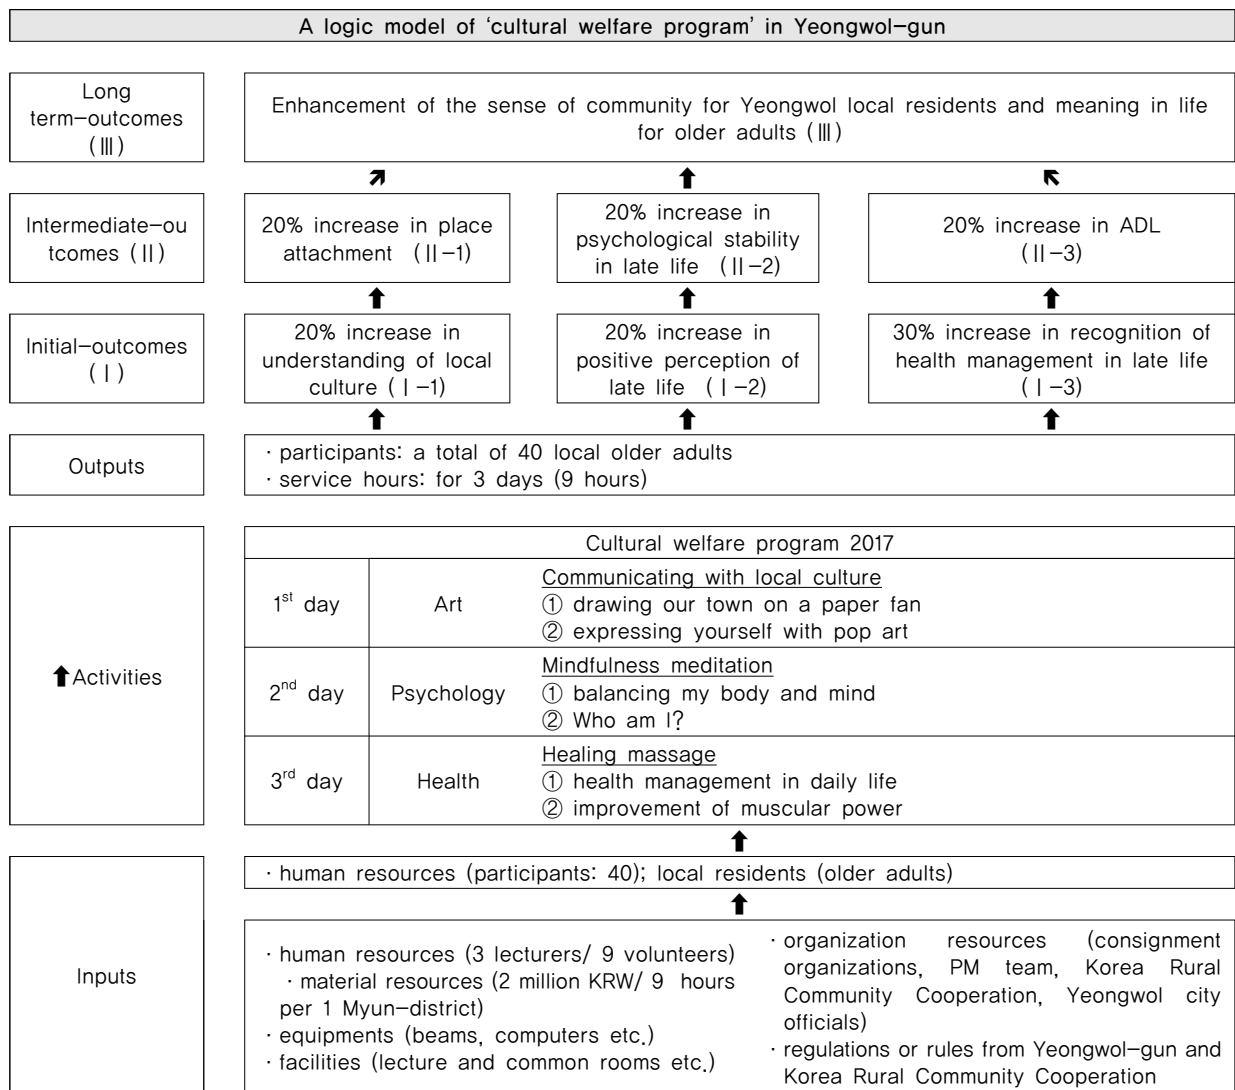 A logic model of ‘cultural welfare program’ in Yeongwol-gun
Long
term-outcomes
(Ⅲ)
Enhancement of the sense of community for Yeongwol local residents and meaning in life
for older adults (Ⅲ)
Intermediate-ou
tcomes (Ⅱ)
20% increase in place
attachment (Ⅱ-1)
20% increase in
psychological stability
in late life (Ⅱ-2)
20% increase in ADL
(Ⅱ-3)
Initial-outcomes
(Ⅰ)
20% increase in
understanding of local
culture (Ⅰ-1)
20% increase in
positive perception of
late life (Ⅰ-2)
30% increase in recognition of
health management in late life
(Ⅰ-3)
Outputs
· participants: a total of 40 local older adults
· service hours: for 3 days (9 hours)
Activities
Cultural welfare program 2017
1st day
Art
Communicating with local culture
① drawing our town on a paper fan
② expressing yourself with pop art
2nd day
Psychology
Mindfulness meditation
① balancing my body and mind
② Who am I?
3rd day
Health
Healing massage
① health management in daily life
② improvement of muscular power
Inputs
· human resources (participants: 40); local residents (older adults)
· human resources (3 lecturers/ 9 volunteers)
· material resources (2 million KRW/ 9 hours
per 1 Myun-district)
· equipments (beams, computers etc.)
· facilities (lecture and common rooms etc.)
· organization resources (consignment
organizations, PM team, Korea Rural
Community Cooperation, Yeongwol city
officials)
· regulations or rules from Yeongwol-gun and
Korea Rural Community Cooperation